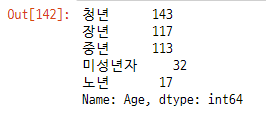 Out[142]: 청년 143
장년 117
중년 113
미성년자 32
노년 17
Name: Age, dtype: int64